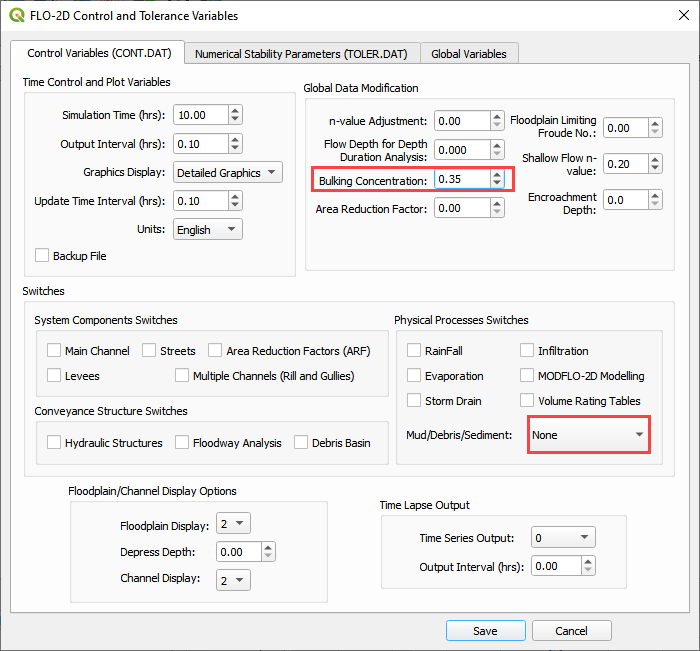 FLO-2D Control and Tolerance Variables
Control Variables (CONT.DAT)
Numerical Stability Parameters (TOLER.DAT)
Global Variables
Time Control and Plot Variables
Simulation Time (hrs): 10.00
Output Interval (hrs): 0.10
Graphics Display: Detailed Graphics
Update Time Interval (hrs): 0.10
Units: English
Backup File
Global Data Modification
n-value Adjustment: 0.00
Flow Depth for Depth
Duration Analysis: 0.000
Bulking Concentration: 0.35
Area Reduction Factor: 0.00
Floodplain Limiting
Froude No.: 0.00
Shallow Flow n-
value: 0.20
Encroachment
Depth: 0.0
Switches
System Components Switches
Main Channel Streets Area Reduction Factors (ARF)
Levees Multiple Channels (Rill and Gullies)
Conveyance Structure Switches
Hydraulic Structures Floodway Analysis Debris Basin
Physical Processes Switches
RainFall Infiltration
Evaporation MODFLO-2D Modelling
Storm Drain Volume Rating Tables
Mud/Debris/Sediment: None
Floodplain/Channel Display Options
Floodplain Display: 2
Depress Depth: 0.00
Channel Display: 2
Time Lapse Output
Time Series Output: 0
Output Interval (hrs): 0.00
Save Cancel